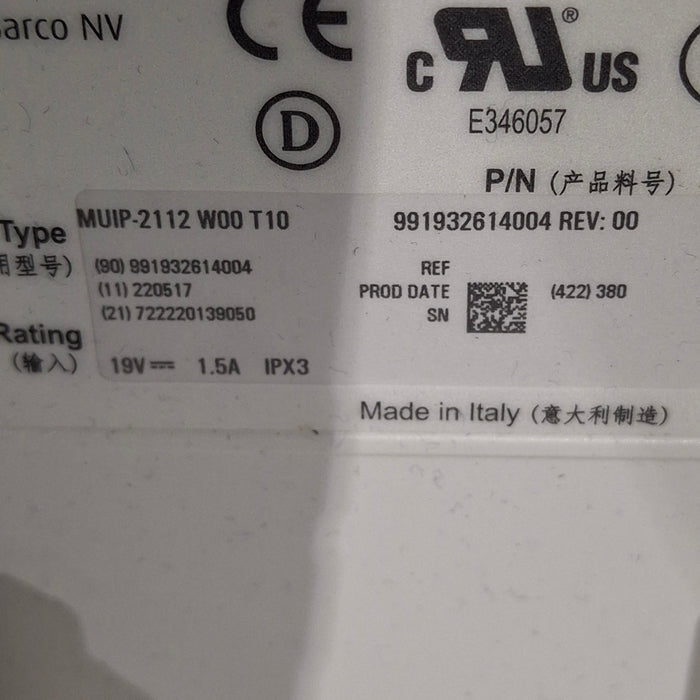 arco NV
CE
c RU ® US
E346057
D
P/N (产品料号)
Type MUIP-2112 W00 T10 991932614004 REV: 00
用型号) (90) 991932614004 REF
(11) 220517 PROD DATE (422) 380
(21) 722220139050 SN
Rating
(输入) 19V⎓ 1.5A IPX3
Made in Italy (意大利制造)